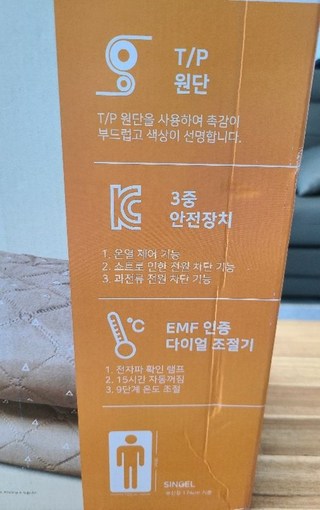 T/P
원단
T/P 원단을 사용하여 촉감이
부드럽고 색상이 선명합니다.
3중
안전장치
1. 온열 제어 기능
2. 스트로 인한 전원 차단 기능
3. 과전류 전원 차단 기능
°C
EMF 인증
다이얼 조절기
1. 전자파 확인 램프
2. 15시간 자동꺼짐
3. 9단계 온도 조절
SINGEL